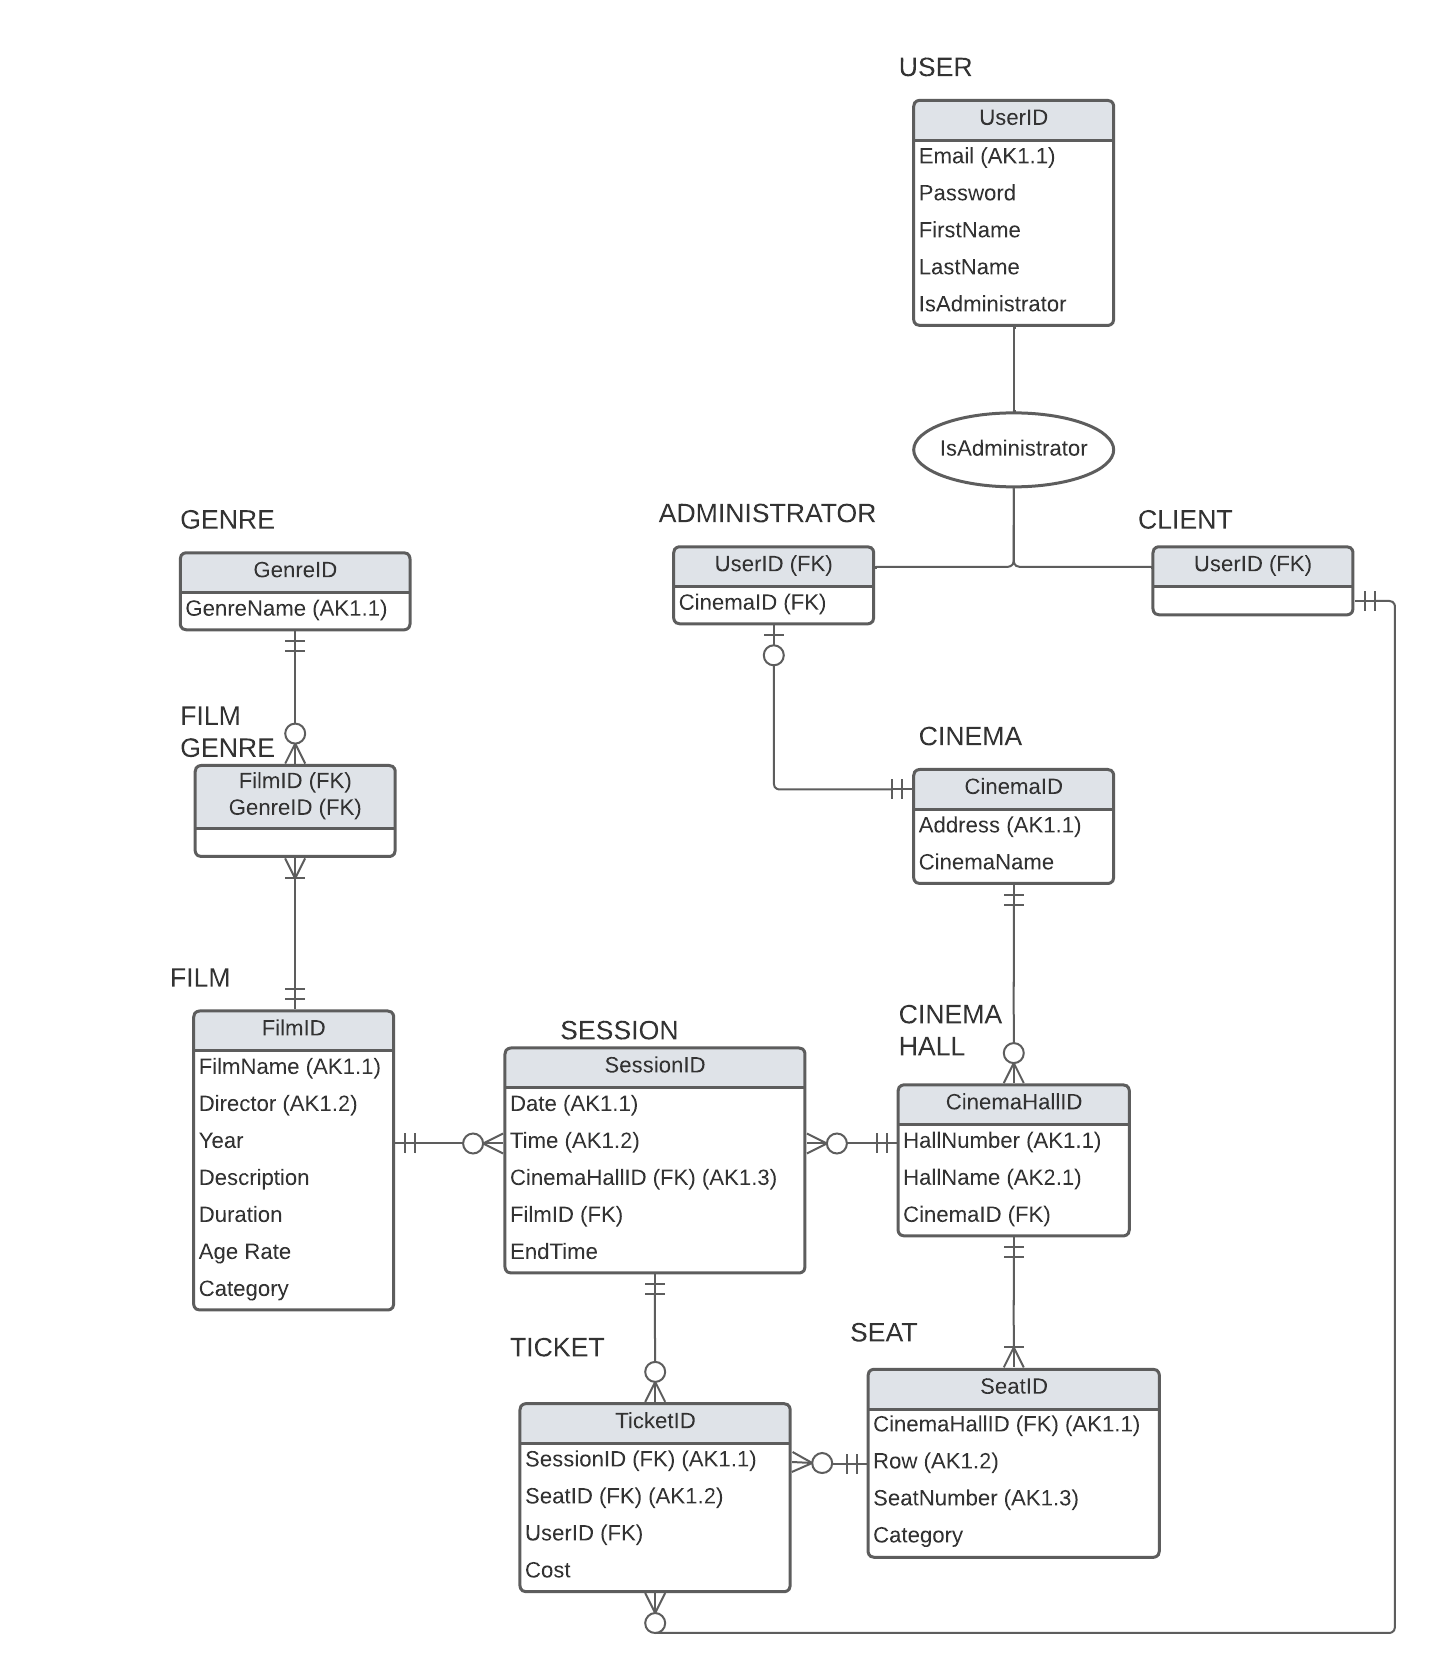 USER
UserID
Email (AK1.1)
Password
FirstName
LastName
IsAdministrator
IsAdministrator
ADMINISTRATOR
UserID (FK)
CinemaID (FK)
CLIENT
UserID (FK)
GENRE
GenreID
GenreName (AK1.1)
FILM
GENRE
FilmID (FK)
GenreID (FK)
CINEMA
CinemaID
Address (AK1.1)
CinemaName
FILM
FilmID
FilmName (AK1.1)
Director (AK1.2)
Year
Description
Duration
Age Rate
Category
SESSION
SessionID
Date (AK1.1)
Time (AK1.2)
CinemaHallID (FK) (AK1.3)
FilmID (FK)
EndTime
CINEMA
HALL
CinemaHallID
HallNumber (AK1.1)
HallName (AK2.1)
CinemaID (FK)
TICKET
TicketID
SessionID (FK) (AK1.1)
SeatID (FK) (AK1.2)
UserID (FK)
Cost
SEAT
SeatID
CinemaHallID (FK) (AK1.1)
Row (AK1.2)
SeatNumber (AK1.3)
Category